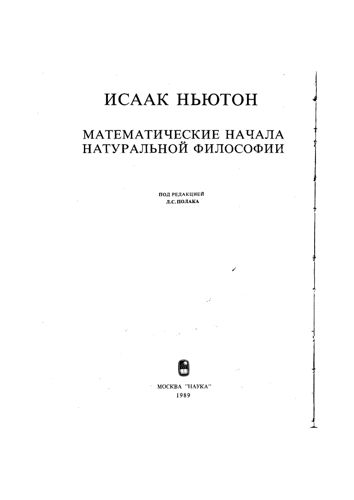 ИСААК НЬЮТОН
МАТЕМАТИЧЕСКИЕ НАЧАЛА
НАТУРАЛЬНОЙ ФИЛОСОФИИ
ПОД РЕДАКЦИЕЙ
Л.С.ПОЛАКА
МОСКВА "НАУКА"
1989